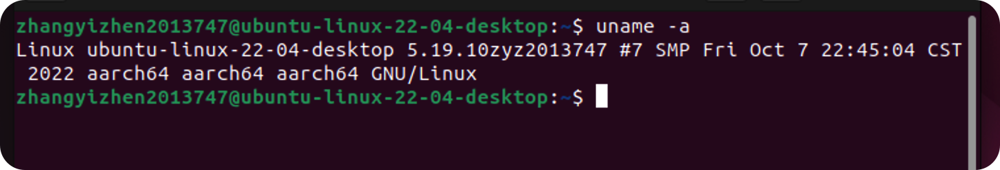 zhangyizhen2013747@ubuntu-linux-22-04-desktop:~$ uname -a
Linux ubuntu-linux-22-04-desktop 5.19.10zyz2013747 #7 SMP Fri Oct 7 22:45:04 CST
 2022 aarch64 aarch64 aarch64 GNU/Linux
zhangyizhen2013747@ubuntu-linux-22-04-desktop:~$